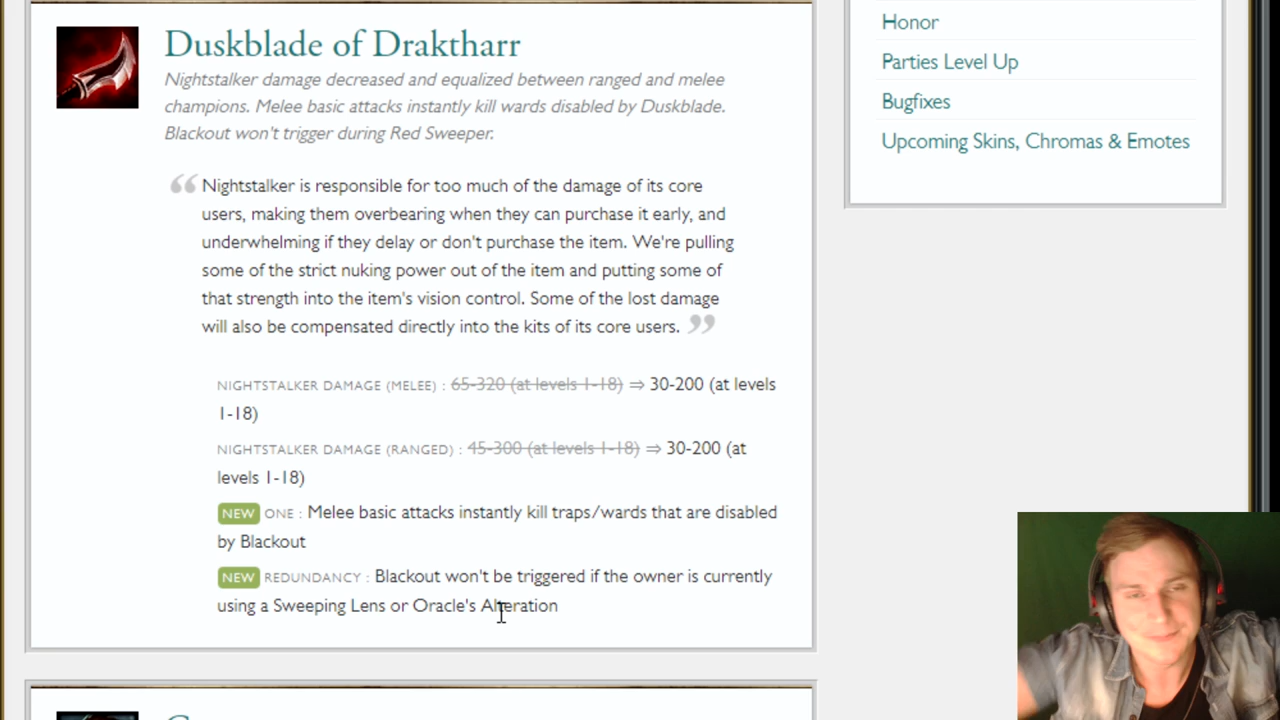 Duskblade of Draktharr
Nightstalker damage decreased and equalized between ranged and melee
champions. Melee basic attacks instantly kill wards disabled by Duskblade.
Blackout won't trigger during Red Sweeper.
“ Nightstalker is responsible for too much of the damage of its core
users, making them overbearing when they can purchase it early, and
underwhelming if they delay or don't purchase the item. We're pulling
some of the strict nuking power out of the item and putting some of
that strength into the item's vision control. Some of the lost damage
will also be compensated directly into the kits of its core users. ”
NIGHTSTALKER DAMAGE (MELEE) : 65-320 (at levels 1-18) ⇒ 30-200 (at levels
1-18)
NIGHTSTALKER DAMAGE (RANGED) : 45-300 (at levels 1-18) ⇒ 30-200 (at
levels 1-18)
NEW ONE : Melee basic attacks instantly kill traps/wards that are disabled
by Blackout
NEW REDUNDANCY : Blackout won't be triggered if the owner is currently
using a Sweeping Lens or Oracle's Alteration
Honor
Parties Level Up
Bugfixes
Upcoming Skins, Chromas & Emotes